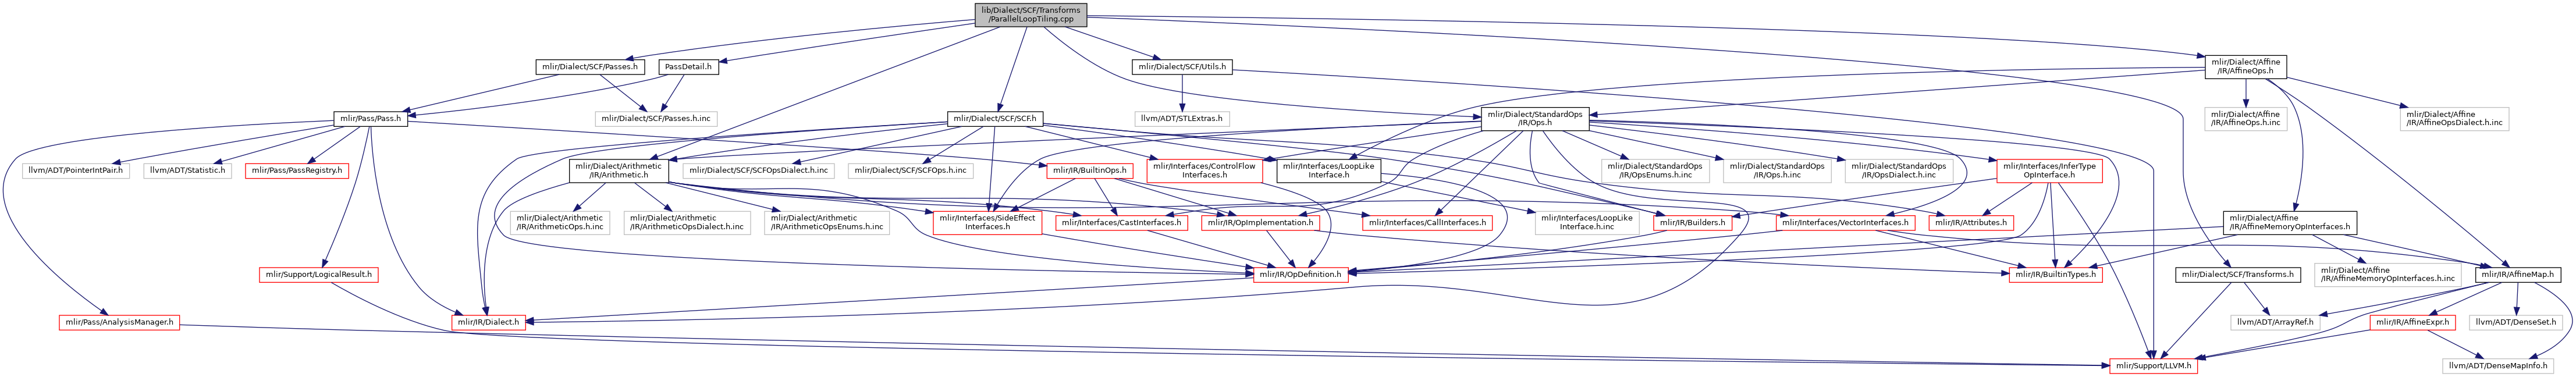 lib/Dialect/SCF/Transforms
/ParallelLoopTiling.cpp
mlir/Dialect/SCF/Passes.h
PassDetail.h
mlir/Dialect/SCF/Utils.h
mlir/Dialect/Affine
/IR/AffineOps.h
mlir/Pass/Pass.h
mlir/Dialect/SCF/Passes.h.inc
mlir/Dialect/SCF/SCF.h
llvm/ADT/STLExtras.h
mlir/Dialect/StandardOps
/IR/Ops.h
mlir/Dialect/Affine
/IR/AffineOps.h.inc
mlir/Dialect/Affine
/IR/AffineOpsDialect.h.inc
llvm/ADT/PointerIntPair.h
llvm/ADT/Statistic.h
mlir/Pass/PassRegistry.h
mlir/Dialect/Arithmetic
/IR/Arithmetic.h
mlir/Dialect/SCF/SCFOpsDialect.h.inc
mlir/Dialect/SCF/SCFOps.h.inc
mlir/IR/BuiltinOps.h
mlir/Interfaces/ControlFlow
Interfaces.h
mlir/Interfaces/LoopLike
Interface.h
mlir/Dialect/StandardOps
/IR/OpsEnums.h.inc
mlir/Dialect/StandardOps
/IR/Ops.h.inc
mlir/Dialect/StandardOps
/IR/OpsDialect.h.inc
mlir/Interfaces/InferType
OpInterface.h
mlir/Dialect/Arithmetic
/IR/ArithmeticOps.h.inc
mlir/Dialect/Arithmetic
/IR/ArithmeticOpsDialect.h.inc
mlir/Dialect/Arithmetic
/IR/ArithmeticOpsEnums.h.inc
mlir/Interfaces/SideEffect
Interfaces.h
mlir/Interfaces/CastInterfaces.h
mlir/IR/OpImplementation.h
mlir/Interfaces/CallInterfaces.h
mlir/Interfaces/LoopLike
Interface.h.inc
mlir/IR/Builders.h
mlir/Interfaces/VectorInterfaces.h
mlir/IR/Attributes.h
mlir/Dialect/Affine
/IR/AffineMemoryOpInterfaces.h
mlir/Support/LogicalResult.h
mlir/IR/OpDefinition.h
mlir/IR/BuiltinTypes.h
mlir/Dialect/SCF/Transforms.h
mlir/Dialect/Affine
/IR/AffineMemoryOpInterfaces.h.inc
mlir/IR/AffineMap.h
mlir/Pass/AnalysisManager.h
mlir/IR/Dialect.h
llvm/ADT/ArrayRef.h
mlir/IR/AffineExpr.h
llvm/ADT/DenseSet.h
mlir/Support/LLVM.h
llvm/ADT/DenseMapInfo.h